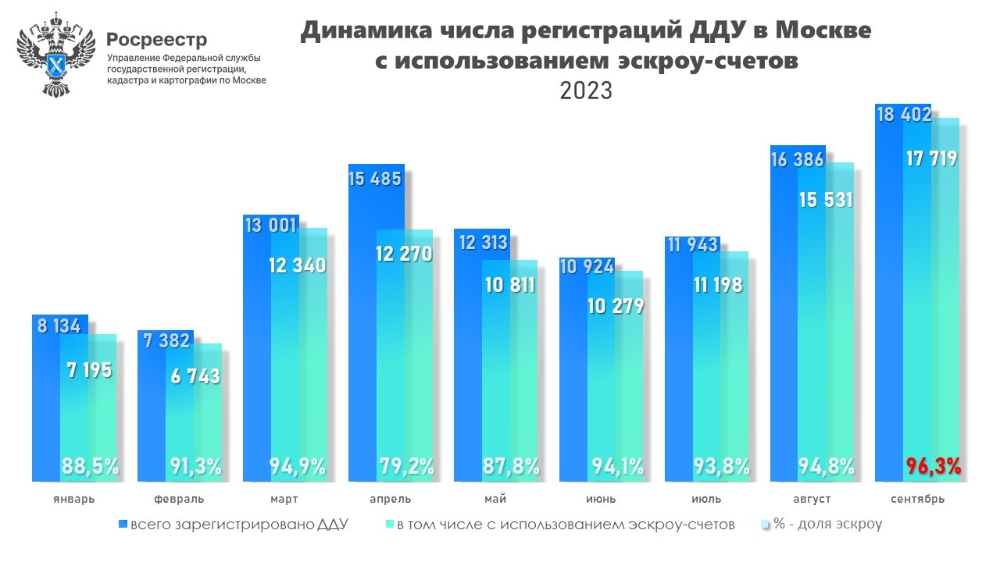 Росреестр
Управление Федеральной службы
государственной регистрации,
кадастра и картографии по Москве
Динамика числа регистраций ДДУ в Москве
с использованием эскроу-счетов
2023
8 134
7 195
88,5%
январь
7 382
6 743
91,3%
февраль
13 001
12 340
94,9%
март
15 485
12 270
79,2%
апрель
12 313
10 811
87,8%
май
10 924
10 279
94,1%
июнь
11 943
11 198
93,8%
июль
16 386
15 531
94,8%
август
18 402
17 719
96,3%
сентябрь
всего зарегистрировано ДДУ
в том числе с использованием эскроу-счетов
% - доля эскроу